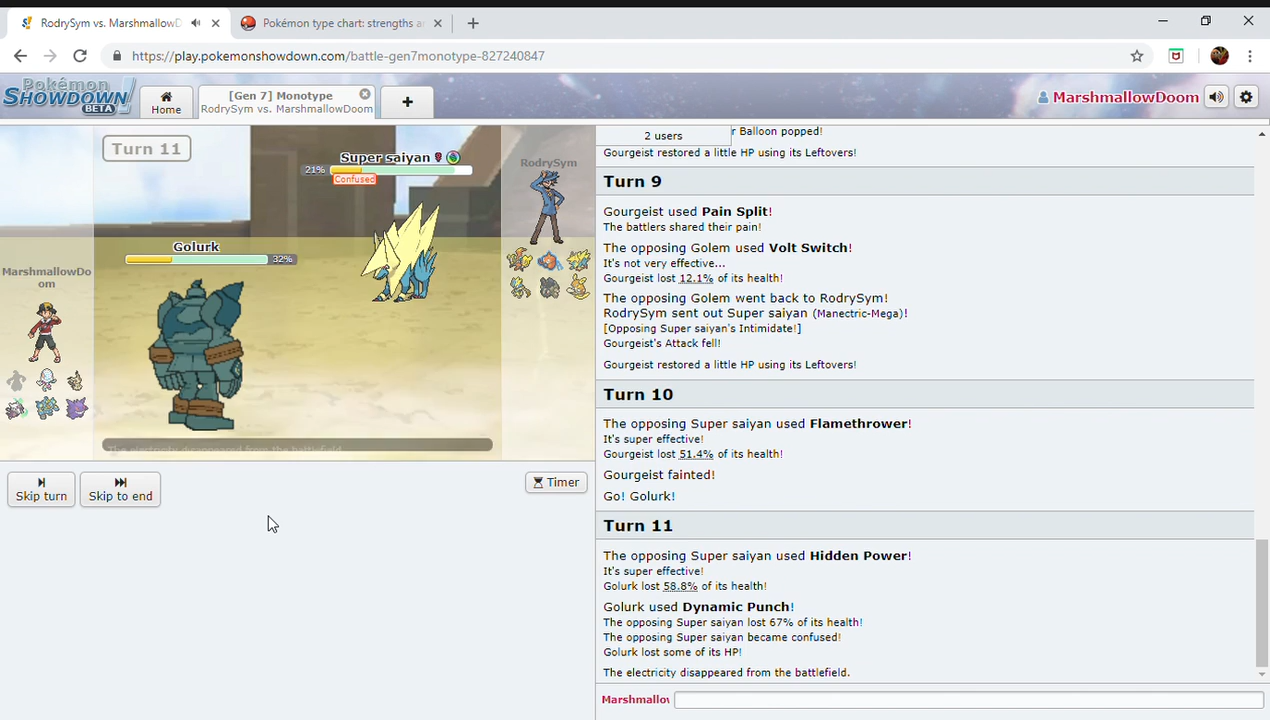 RodrySym vs. MarshmallowD
Pokémon type chart: strengths a
https://play.pokemonshowdown.com/battle-gen7monotype-827240847
Pokémon
SHOWDOWN
BETA
Home
[Gen 7] Monotype
RodrySym vs. MarshmallowDoom
MarshmallowDoom
Turn 11
Super saiyan
21%
Confused
RodrySym
Golurk
32%
MarshmallowDo
om
The electricity disappeared from the battlefield.
Skip turn
Skip to end
Timer
2 users
r Balloon popped!
Gourgeist restored a little HP using its Leftovers!
Turn 9
Gourgeist used Pain Split!
The battlers shared their pain!
The opposing Golem used Volt Switch!
It's not very effective...
Gourgeist lost 12.1% of its health!
The opposing Golem went back to RodrySym!
RodrySym sent out Super saiyan (Manectric-Mega)!
[Opposing Super saiyan's Intimidate!]
Gourgeist's Attack fell!
Gourgeist restored a little HP using its Leftovers!
Turn 10
The opposing Super saiyan used Flamethrower!
It's super effective!
Gourgeist lost 51.4% of its health!
Gourgeist fainted!
Go! Golurk!
Turn 11
The opposing Super saiyan used Hidden Power!
It's super effective!
Golurk lost 58.8% of its health!
Golurk used Dynamic Punch!
The opposing Super saiyan lost 67% of its health!
The opposing Super saiyan became confused!
Golurk lost some of its HP!
The electricity disappeared from the battlefield.
Marshmallov